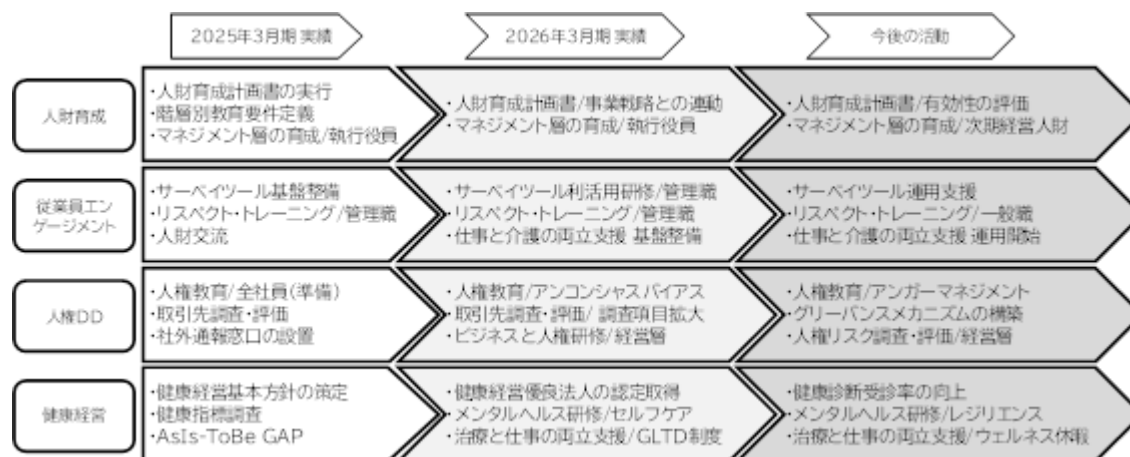 2025年3月期 実績
2026年3月期 実績
今後の活動
人財育成
・人財育成計画書の実行
・階層別教育要件定義
・マネジメント層の育成/執行役員
・人財育成計画書/事業戦略との連動
・マネジメント層の育成/執行役員
・人財育成計画書/有効性の評価
・マネジメント層の育成/次期経営人財
従業員エン
ゲージメント
・サーベイツール基盤整備
・リスペクト・トレーニング/管理職
・人財交流
・サーベイツール利活用研修/管理職
・リスペクト・トレーニング/管理職
・仕事と介護の両立支援 基盤整備
・サーベイツール運用支援
・リスペクト・トレーニング/一般職
・仕事と介護の両立支援 運用開始
人権DD
・人権教育/全社員(準備)
・取引先調査・評価
・社外通報窓口の設置
・人権教育/アンコンシャスバイアス
・取引先調査・評価/ 調査項目拡大
・ビジネスと人権研修/経営層
・人権教育/アンガーマネジメント
・グリーバンスメカニズムの構築
・人権リスク調査・評価/経営層
健康経営
・健康経営基本方針の策定
・健康指標調査
・AsIs-ToBe GAP
・健康経営優良法人の認定取得
・メンタルヘルス研修/セルフケア
・治療と仕事の両立支援/GLTD制度
・健康診断受診率の向上
・メンタルヘルス研修/レジリエンス
・治療と仕事の両立支援/ウェルネス休暇